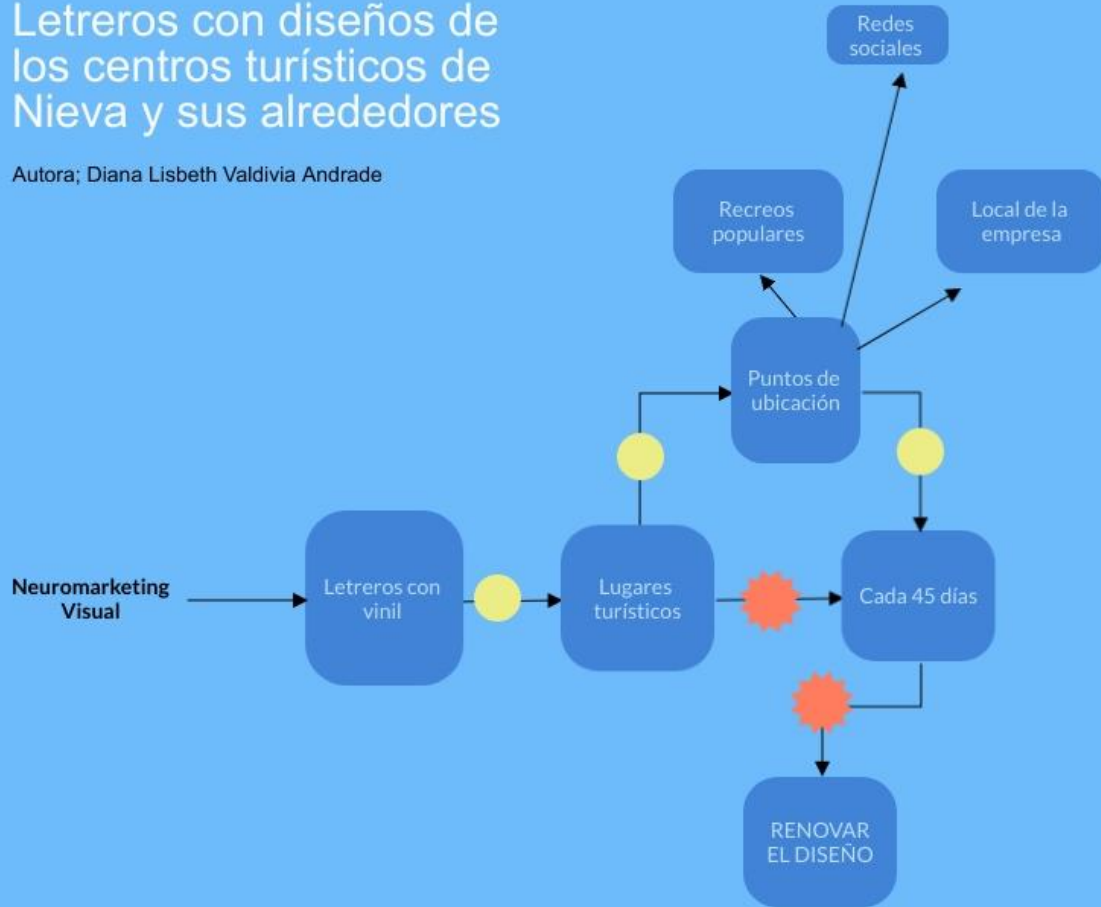 Letreros con diseños de
los centros turísticos de
Nieva y sus alrededores
Autora; Diana Lisbeth Valdivia Andrade
Redes
sociales
Recreos
populares
Local de la
empresa
Puntos de
ubicación
Neuromarketing
Visual
Letreros con
vinil
Lugares
turísticos
Cada 45 días
RENOVAR
EL DISEÑO